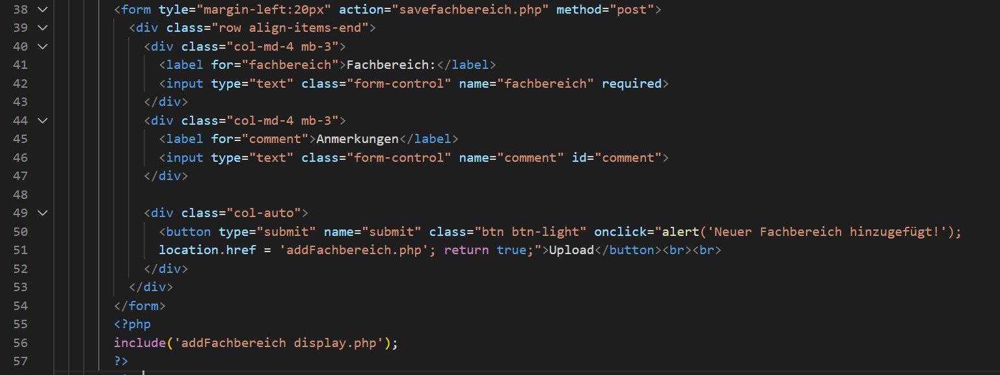 38 <form tyle="margin-left:20px" action="savefachbereich.php" method="post">
39 <div class="row align-items-end">
40 <div class="col-md-4 mb-3">
41 <label for="fachbereich">Fachbereich:</label>
42 <input type="text" class="form-control" name="fachbereich" required>
43 </div>
44 <div class="col-md-4 mb-3">
45 <label for="comment">Anmerkungen</label>
46 <input type="text" class="form-control" name="comment" id="comment">
47 </div>
48
49 <div class="col-auto">
50 <button type="submit" name="submit" class="btn btn-light" onclick="alert('Neuer Fachbereich hinzugefügt!');
51 location.href = 'addFachbereich.php'; return true;">Upload</button><br><br>
52 </div>
53 </div>
54 </form>
55 <?php
56 include('addFachbereich display.php');
57 ?>